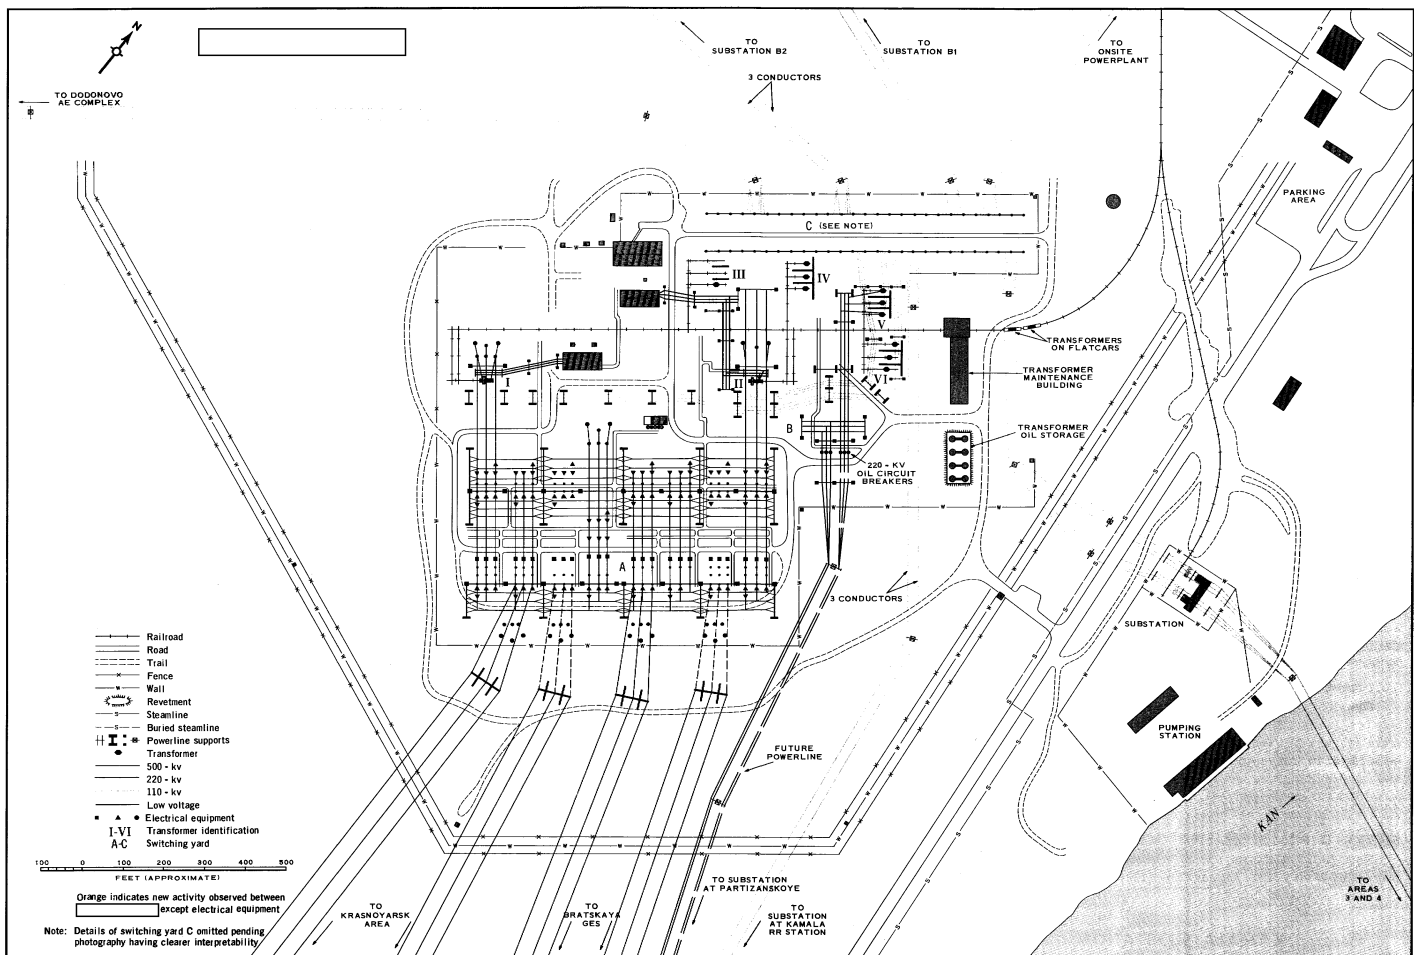 N
TO
SUBSTATION B2
TO
SUBSTATION B1
TO
ONSITE
POWERPLANT
3 CONDUCTORS
TO DODONOVO
AE COMPLEX
PARKING
AREA
C (SEE NOTE)
III
IV
V
TRANSFORMERS
ON FLATCARS
I
II
VI
TRANSFORMER
MAINTENANCE
BUILDING
B
TRANSFORMER
OIL STORAGE
220 - KV
OIL CIRCUIT
BREAKERS
A
3 CONDUCTORS
SUBSTATION
Railroad
Road
Trail
Fence
Wall
Revetment
Steamline
Buried steamline
Powerline supports
Transformer
500 - kv
220 - kv
110 - kv
Low voltage
Electrical equipment
I-VI Transformer identification
A-C Switching yard
FUTURE
POWERLINE
PUMPING
STATION
KAN
100 0 100 200 300 400 500
FEET (APPROXIMATE)
Orange indicates new activity observed between
except electrical equipment
Note: Details of switching yard C omitted pending
photography having clearer interpretability
TO
KRASNOYARSK
AREA
TO
BRATSKAYA
GES
TO SUBSTATION
AT PARTIZANSKOYE
TO
SUBSTATION
AT KAMALA
RR STATION
TO
AREAS
3 AND 4